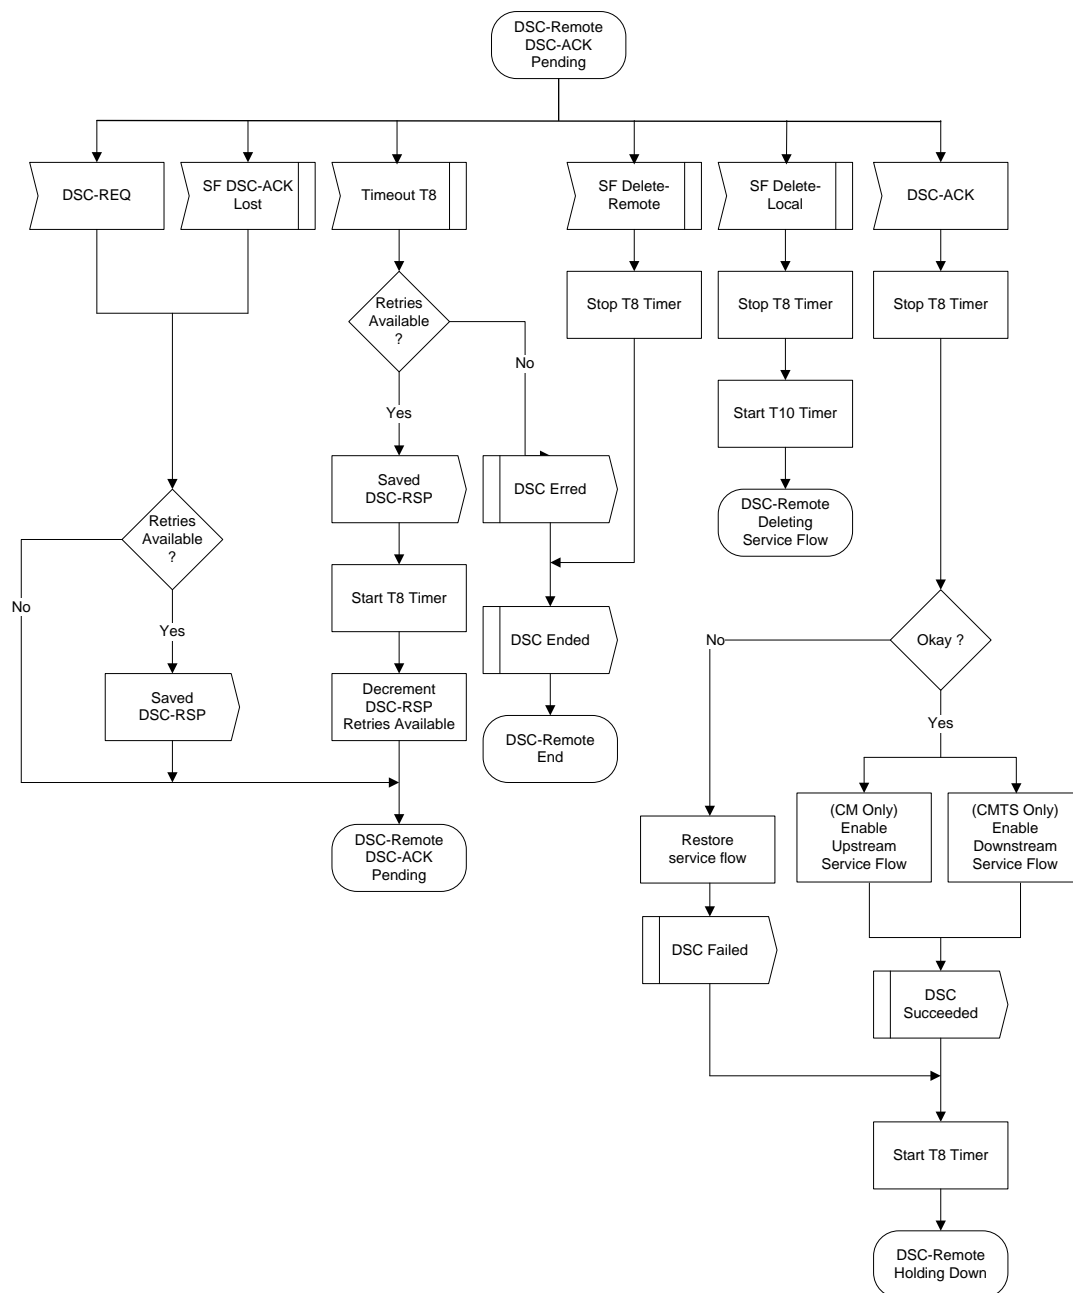 DSC-Remote
DSC-ACK
Pending
DSC-REQ
SF DSC-ACK
Lost
Timeout T8
SF Delete-
Remote
SF Delete-
Local
DSC-ACK
Retries
Available
?
Stop T8 Timer
Stop T8 Timer
Stop T8 Timer
No
Yes
Start T10 Timer
Saved
DSC-RSP
DSC Erred
DSC-Remote
Deleting
Service Flow
Retries
Available
?
No
Start T8 Timer
Yes
DSC Ended
No
Okay ?
Saved
DSC-RSP
Decrement
DSC-RSP
Retries Available
Yes
DSC-Remote
End
DSC-Remote
DSC-ACK
Pending
Restore
service flow
(CM Only)
Enable
Upstream
Service Flow
(CMTS Only)
Enable
Downstream
Service Flow
DSC Failed
DSC
Succeeded
Start T8 Timer
DSC-Remote
Holding Down